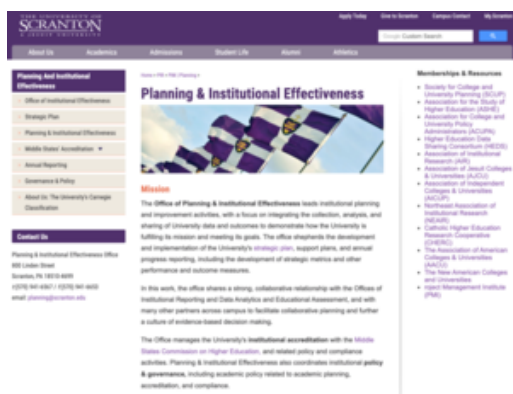 THE UNIVERSITY OF
SCRANTON
A JESUIT UNIVERSITY
Apply Today
Give to Scranton
Campus Contact
My.Scranton
Google Custom Search
About Us
Academics
Admissions
Student Life
Alumni
Athletics
Planning And Institutional
Effectiveness
Office of Institutional Effectiveness
Strategic Plan
Planning & Institutional Effectiveness
Middle States' Accreditation
Annual Reporting
Governance & Policy
About Us: The University's Carnegie
Classification
Contact Us
Planning & Institutional Effectiveness Office
800 Linden Street
Scranton, PA 18510-4699
email: planning@scranton.edu
Planning & Institutional Effectiveness
Mission
The Office of Planning & Institutional Effectiveness leads institutional planning
and improvement activities, with a focus on integrating the collection, analysis, and
sharing of University data and outcomes to demonstrate how the University is
fulfilling its mission and meeting its goals. The office shepherds the development
and implementation of the University's strategic plan, support plans, and annual
progress reporting, including the development of strategic metrics and other
performance and outcome measures.
In this work, the office shares a strong, collaborative relationship with the Offices of
Institutional Reporting and Data Analytics and Educational Assessment, and with
many other partners across campus to facilitate collaborative planning and further
a culture of evidence-based decision making.
The Office manages the University's institutional accreditation with the Middle
States Commission on Higher Education, and related policy and compliance
activities. Planning & Institutional Effectiveness also coordinates institutional policy
& governance, including academic policy related to academic planning,
accreditation, and compliance.
Memberships & Resources
Society for College and
University Planning (SCUP)
Association for the Study of
Higher Education (ASHE)
Association for College and
University Policy
Administrators (ACUPA)
Higher Education Data
Sharing Consortium (HEDS)
Association of Institutional
Research (AIR)
Association of Jesuit Colleges
& Universities (AJCU)
Association of Independent
Colleges & Universities
(AICUP)
Northeast Association of
Institutional Research
(NEAIR)
Catholic Higher Education
Research Cooperative
(CHERC)
The Association of American
Colleges & Universities
(AACU)
The New American Colleges
and Universities
roject Management Institute
(PMI)